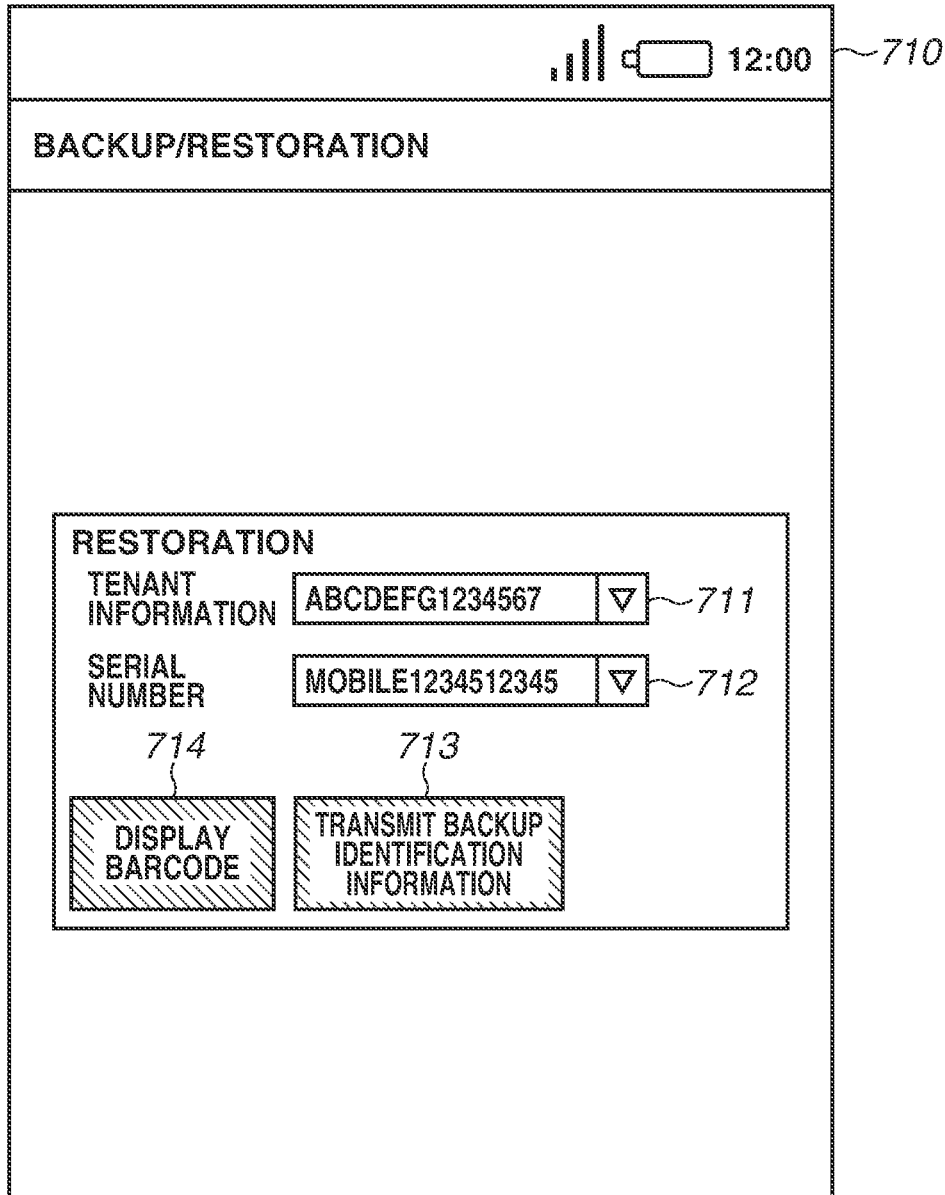 12:00
710
BACKUP/RESTORATION
RESTORATION
TENANT
INFORMATION
ABCDEFG1234567
711
SERIAL
NUMBER
MOBILE1234512345
712
714
713
DISPLAY
BARCODE
TRANSMIT BACKUP
IDENTIFICATION
INFORMATION